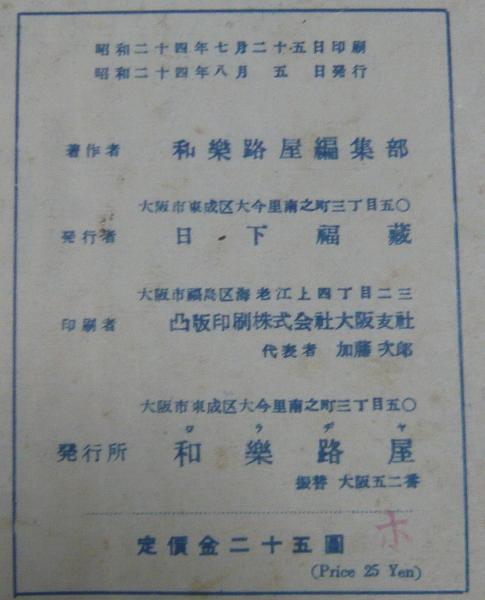 昭和二十四年七月二十五日印刷
昭和二十四年八月 五 日発行
著作者 和樂路屋編集部
大阪市東成区大今里南之町三丁目五〇
発行者 日下福藏
大阪市福島区海老江上四丁目二三
印刷者 凸版印刷株式会社大阪支社
代表者 加藤次郎
大阪市東成区大今里南之町三丁目五〇
ワラヂヤ
発行所 和樂路屋
振替 大阪五二番
定價金二十五圓
(Price 25 Yen)